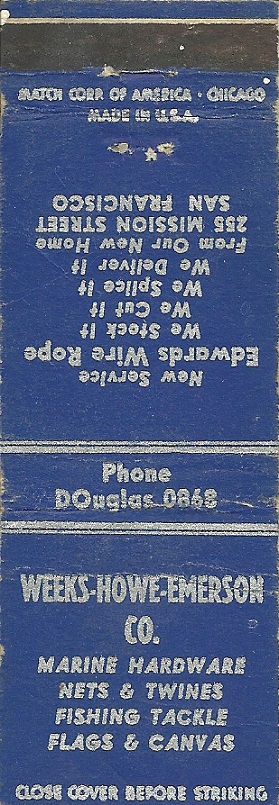 MATCH CORP. OF AMERICA · CHICAGO
MADE IN U.S.A.
New Service
Edwards Wire Rope
We Stock It
We Cut It
We Splice It
We Deliver It
From Our New Home
255 MISSION STREET
SAN FRANCISCO
Phone
DOuglas 0868
WEEKS-HOWE-EMERSON
CO.
MARINE HARDWARE
NETS & TWINES
FISHING TACKLE
FLAGS & CANVAS
CLOSE COVER BEFORE STRIKING